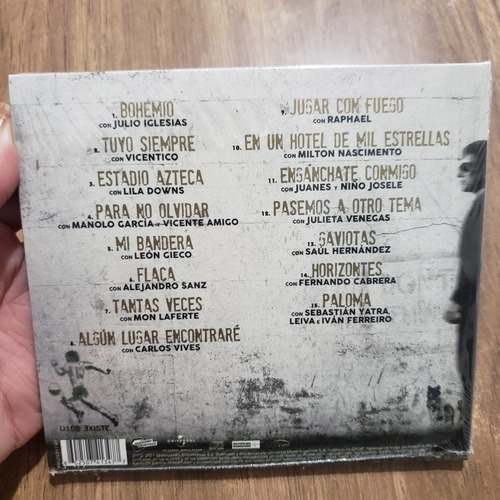 1. BOHEMIO
CON JULIO IGLESIAS
2. TUYO SIEMPRE
CON VICENTICO
3. ESTADIO AZTECA
CON LILA DOWNS
4. PARA NO OLVIDAR
CON MANOLO GARCÍA Y VICENTE AMIGO
5. MI BANDERA
CON LEÓN GIECO
6. FLACA
CON ALEJANDRO SANZ
7. TANTAS VECES
CON MON LAFERTE
8. ALGÚN LUGAR ENCONTRARÉ
CON CARLOS VIVES
9. JUGAR CON FUEGO
CON RAPHAEL
10. EN UN HOTEL DE MIL ESTRELLAS
CON MILTON NASCIMENTO
11. ENGÁNCHATE CONMIGO
CON JUANES Y NIÑO JOSELE
12. PASEMOS A OTRO TEMA
CON JULIETA VENEGAS
13. GAVIOTAS
CON SAÚL HERNÁNDEZ
14. HORIZONTES
CON FERNANDO CABRERA
15. PALOMA
CON SEBASTIÁN YATRA,
LEIVA E IVÁN FERREIRO
DIOS EXISTE
UNIVERSAL